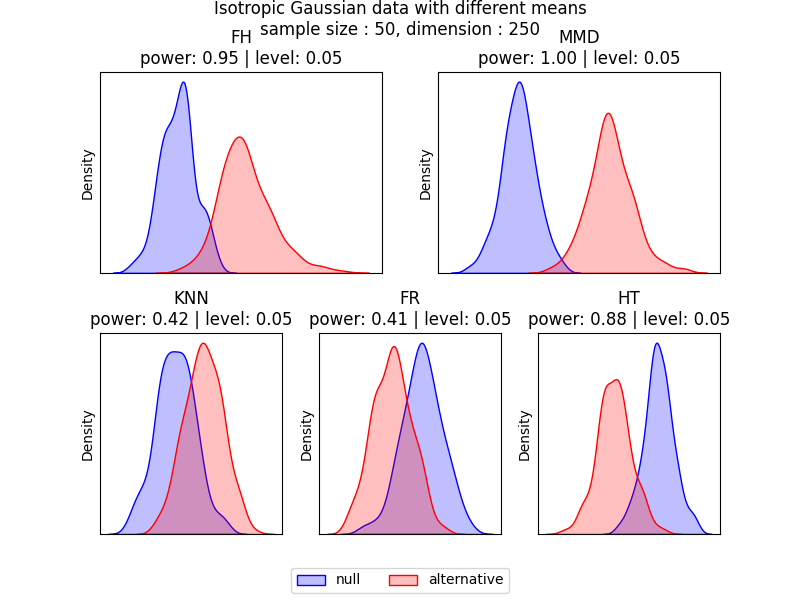 Isotropic Gaussian data with different means
sample size : 50, dimension : 250
FH
power: 0.95 | level: 0.05
MMD
power: 1.00 | level: 0.05
Density
Density
KNN
power: 0.42 | level: 0.05
FR
power: 0.41 | level: 0.05
HT
power: 0.88 | level: 0.05
Density
Density
Density
null
alternative